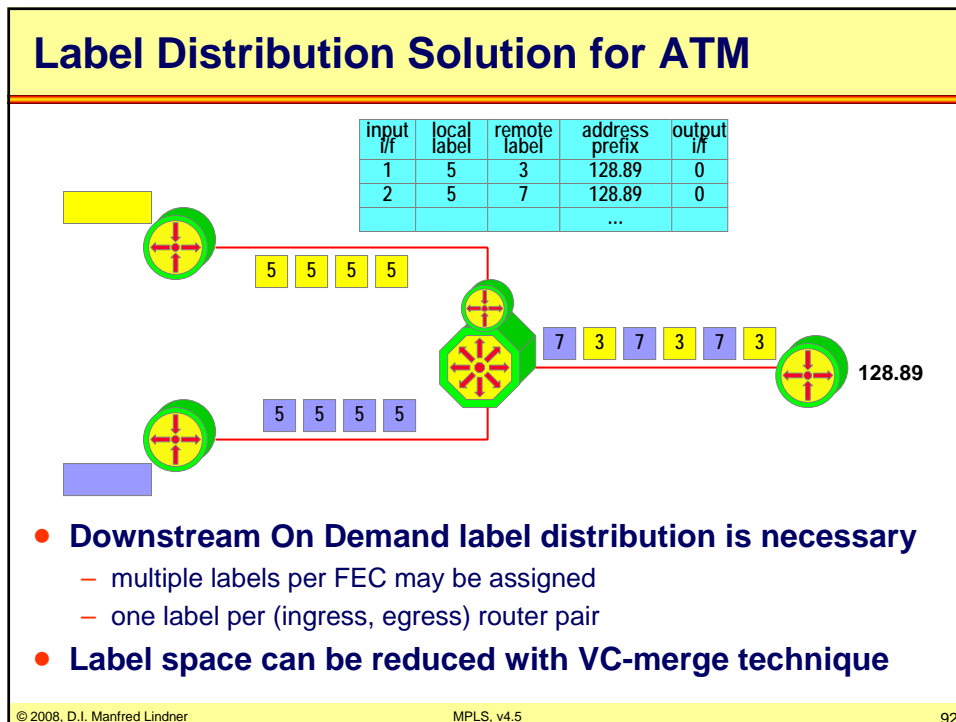 Label Distribution Solution for ATM
input i/f local label remote label address prefix output i/f
1 5 3 128.89 0
2 5 7 128.89 0
...
5 5 5 5
7 3 7 3 7 3
128.89
5 5 5 5
• Downstream On Demand label distribution is necessary
– multiple labels per FEC may be assigned
– one label per (ingress, egress) router pair
• Label space can be reduced with VC-merge technique
© 2008, D.I. Manfred Lindner MPLS, v4.5 92